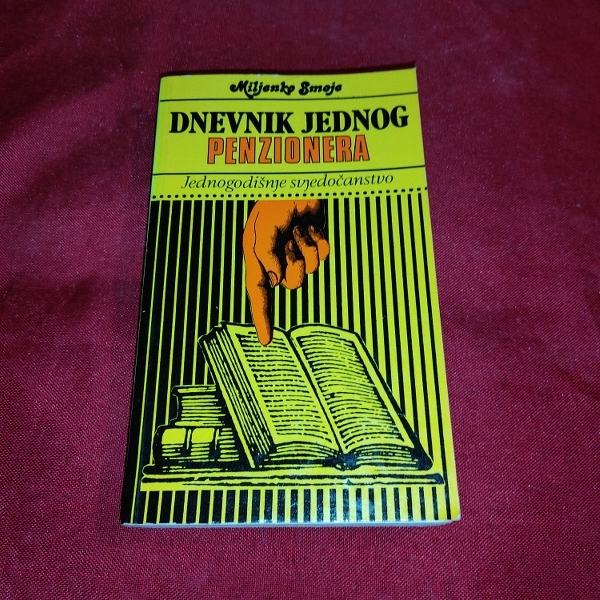 Miljenko Smoje
DNEVNIK JEDNOG
PENZIONERA
Jednogodišnje svjedočanstvo